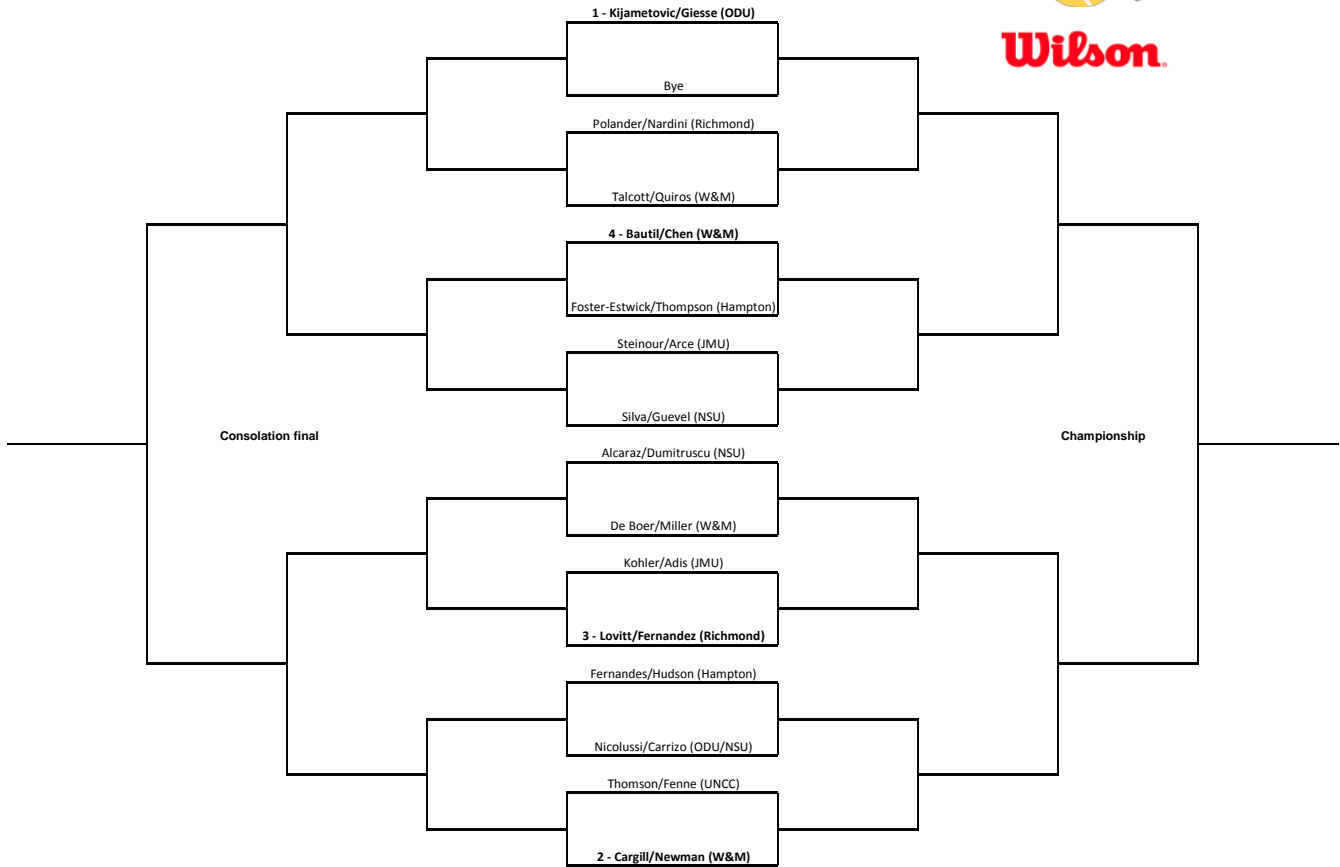 1 - Kijametovic/Giesse (ODU)
Wilson.
Bye
Polander/Nardini (Richmond)
Talcott/Quiros (W&M)
4 - Bautil/Chen (W&M)
Foster-Estwick/Thompson (Hampton)
Steinour/Arce (JMU)
Silva/Guevel (NSU)
Consolation final
Championship
Alcaraz/Dumitruscu (NSU)
De Boer/Miller (W&M)
Kohler/Adis (JMU)
3 - Lovitt/Fernandez (Richmond)
Fernandes/Hudson (Hampton)
Nicolussi/Carrizo (ODU/NSU)
Thomson/Fenne (UNCC)
2 - Cargill/Newman (W&M)